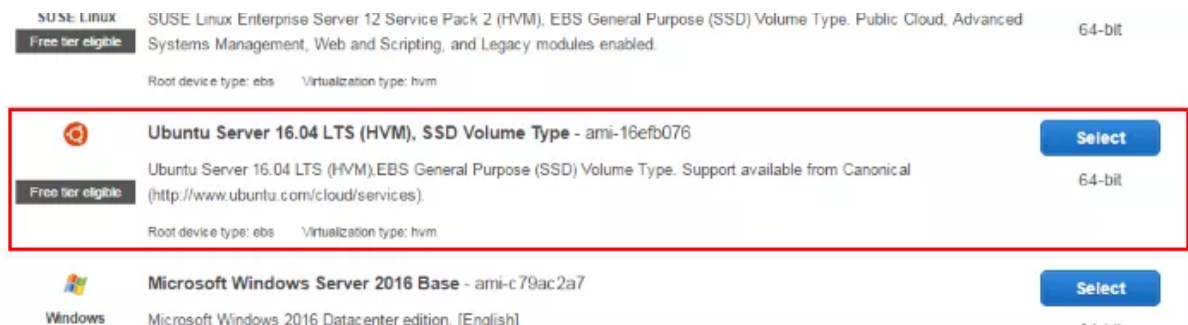 SUSE Linux
SUSE Linux Enterprise Server 12 Service Pack 2 (HVM), EBS General Purpose (SSD) Volume Type. Public Cloud, Advanced
64-bit
Free tier eligible
Systems Management, Web and Scripting, and Legacy modules enabled.
Root device type: ebs Virtualization type: hvm
Ubuntu Server 16.04 LTS (HVM), SSD Volume Type - ami-16efb076
Select
Ubuntu Server 16.04 LTS (HVM),EBS General Purpose (SSD) Volume Type. Support available from Canonical
64-bit
Free tier eligible
(http://www.ubuntu.com/cloud/services).
Root device type: ebs Virtualization type: hvm
Microsoft Windows Server 2016 Base - ami-c79ac2a7
Select
Windows
Microsoft Windows 2016 Datacenter edition. [English]